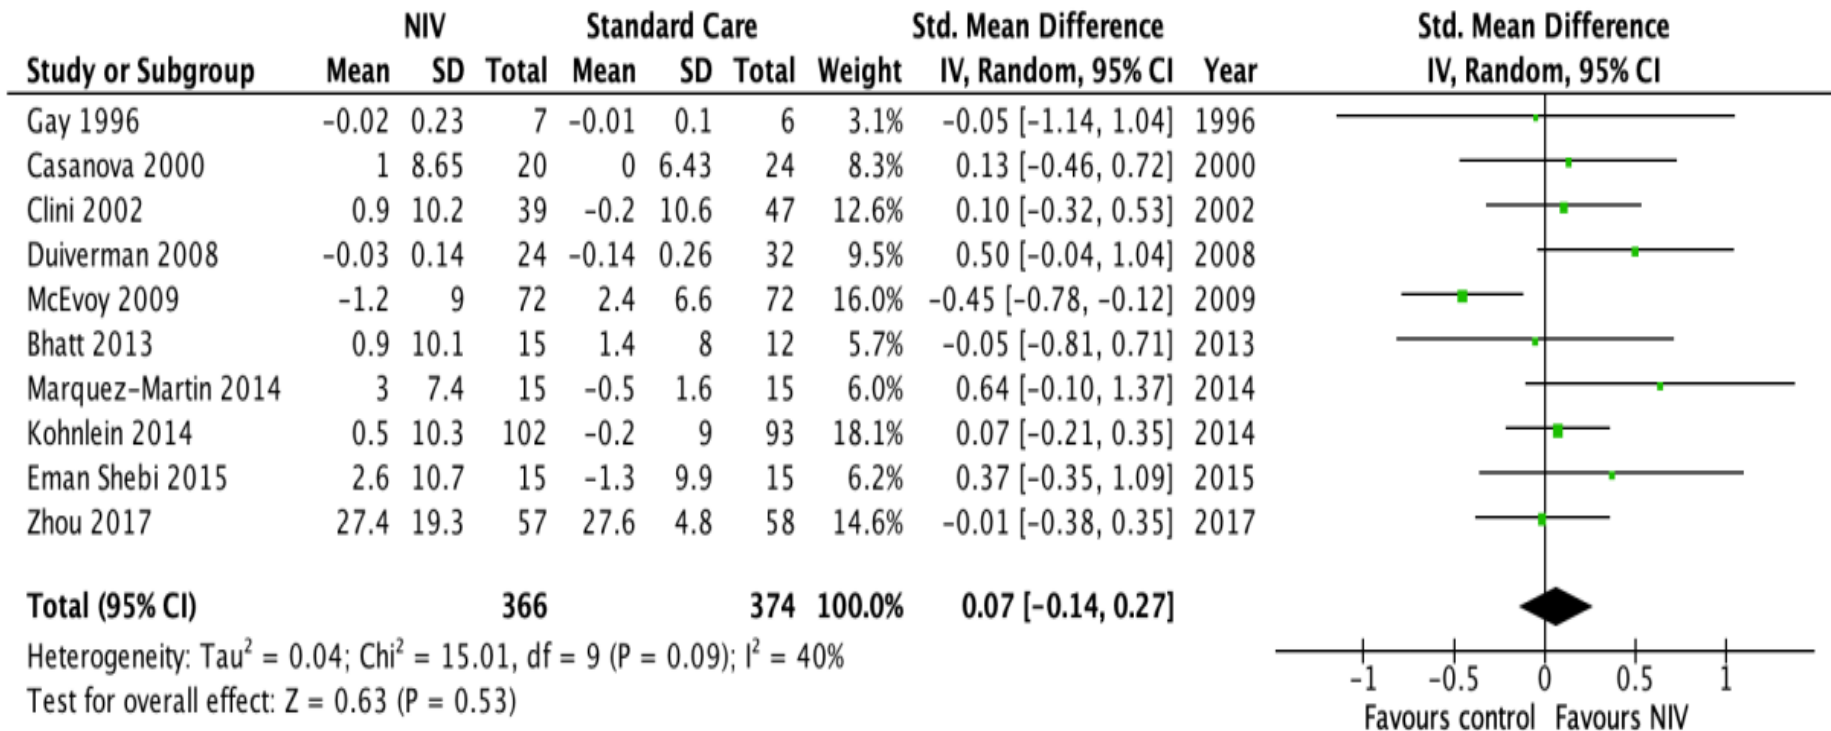 NIV Standard Care Std. Mean Difference Std. Mean Difference
Study or Subgroup Mean SD Total Mean SD Total Weight IV, Random, 95% CI Year IV, Random, 95% CI
Gay 1996 −0.02 0.23 7 −0.01 0.1 6 3.1% −0.05 [−1.14, 1.04] 1996
Casanova 2000 1 8.65 20 0 6.43 24 8.3% 0.13 [−0.46, 0.72] 2000
Clini 2002 0.9 10.2 39 −0.2 10.6 47 12.6% 0.10 [−0.32, 0.53] 2002
Duiverman 2008 −0.03 0.14 24 −0.14 0.26 32 9.5% 0.50 [−0.04, 1.04] 2008
McEvoy 2009 −1.2 9 72 2.4 6.6 72 16.0% −0.45 [−0.78, −0.12] 2009
Bhatt 2013 0.9 10.1 15 1.4 8 12 5.7% −0.05 [−0.81, 0.71] 2013
Marquez−Martin 2014 3 7.4 15 −0.5 1.6 15 6.0% 0.64 [−0.10, 1.37] 2014
Kohnlein 2014 0.5 10.3 102 −0.2 9 93 18.1% 0.07 [−0.21, 0.35] 2014
Eman Shebi 2015 2.6 10.7 15 −1.3 9.9 15 6.2% 0.37 [−0.35, 1.09] 2015
Zhou 2017 27.4 19.3 57 27.6 4.8 58 14.6% −0.01 [−0.38, 0.35] 2017
Total (95% CI) 366 374 100.0% 0.07 [−0.14, 0.27]
Heterogeneity: Tau² = 0.04; Chi² = 15.01, df = 9 (P = 0.09); I² = 40%
Test for overall effect: Z = 0.63 (P = 0.53)
−1 −0.5 0 0.5 1
Favours control Favours NIV